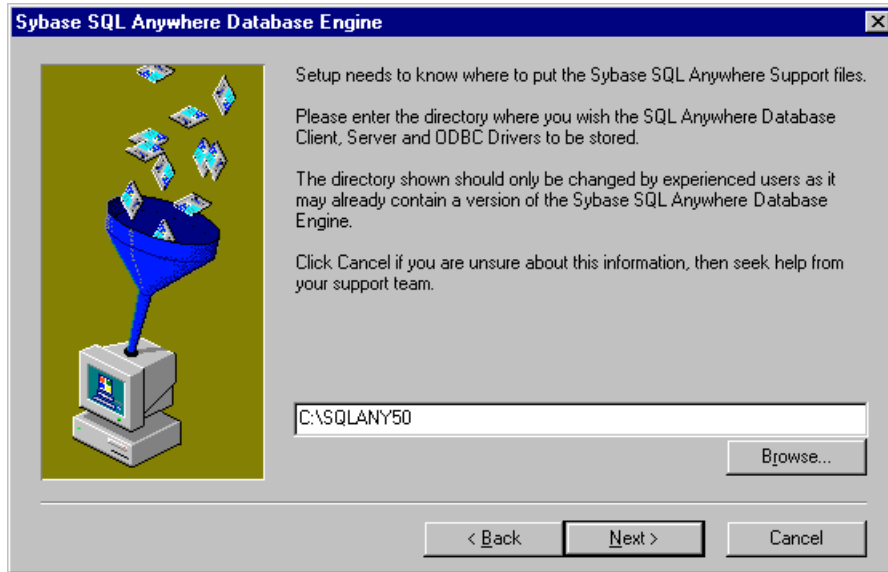 Sybase SQL Anywhere Database Engine
Setup needs to know where to put the Sybase SQL Anywhere Support files.
Please enter the directory where you wish the SQL Anywhere Database
Client, Server and ODBC Drivers to be stored.
The directory shown should only be changed by experienced users as it
may already contain a version of the Sybase SQL Anywhere Database
Engine.
Click Cancel if you are unsure about this information, then seek help from
your support team.
C:\SQLANY50
Browse...
< Back
Next >
Cancel